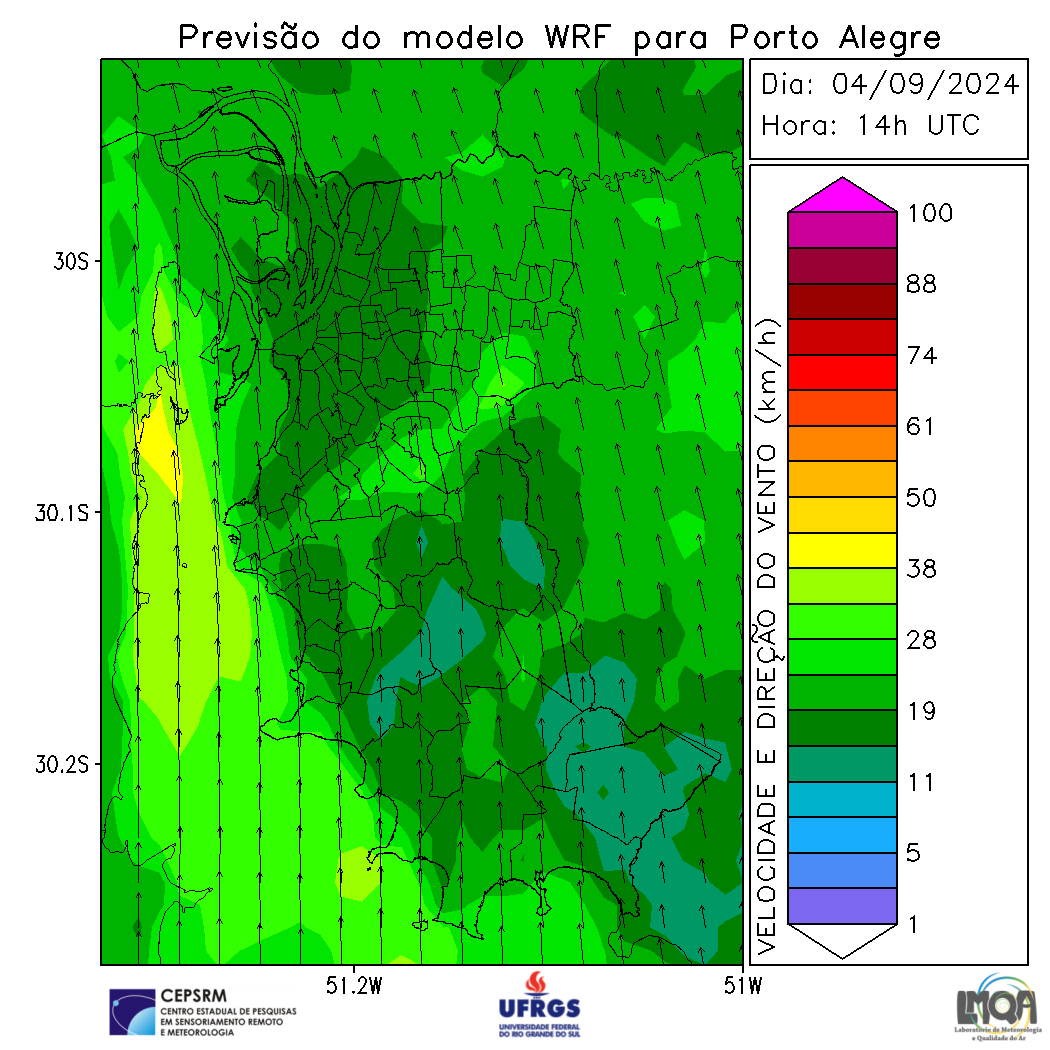 Previsão do modelo WRF para Porto Alegre
Dia: 04/09/2024
Hora: 14h UTC
30S
30.1S
30.2S
51.2W
51W
VELOCIDADE E DIREÇÃO DO VENTO (km/h)
100
88
74
61
50
38
28
19
11
5
1
CEPSRM
CENTRO ESTADUAL DE PESQUISAS
EM SENSORIAMENTO REMOTO
E METEOROLOGIA
UFRGS
UNIVERSIDADE FEDERAL
DO RIO GRANDE DO SUL
LMQA
Laboratório de Meteorologia
e Qualidade do Ar